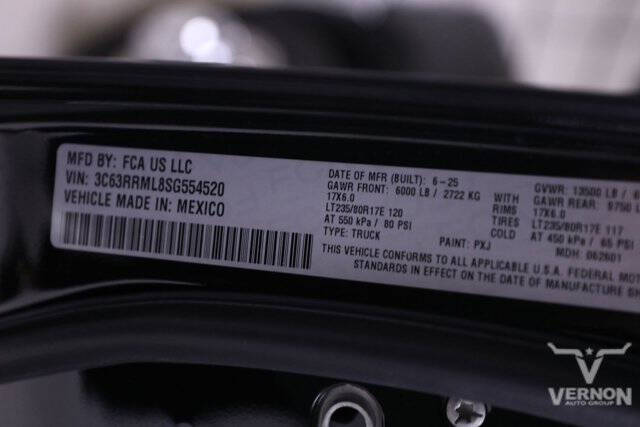 MFD BY: FCA US LLC
VIN: 3C63RRML8SG554520
VEHICLE MADE IN: MEXICO
DATE OF MFR (BUILT): 6-25
GAWR FRONT: 6000 LB / 2722 KG
17X6.0
LT235/80R17E 120
AT 550 kPa / 80 PSI
TYPE: TRUCK
PAINT: PXJ
WITH
RIMS
TIRES
COLD
GVWR: 13500 LB /
GAWR REAR: 9750
17X6.0
LT235/80R17E 117
AT 450 kPa / 65 PSI
MDH: 062601
THIS VEHICLE CONFORMS TO ALL APPLICABLE U.S.A. FEDERAL MOTOR
STANDARDS IN EFFECT ON THE DATE OF MANUFACTURE
VERNON
AUTO GROUP